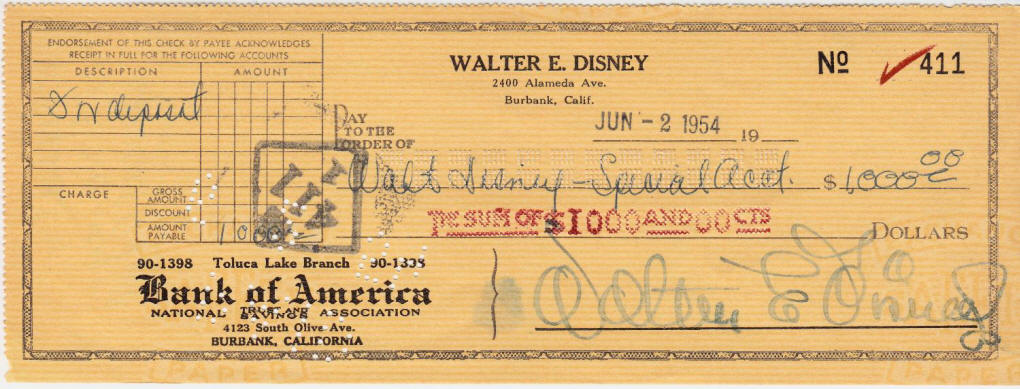 ENDORSEMENT OF THIS CHECK BY PAYEE ACKNOWLEDGES
RECEIPT IN FULL FOR THE FOLLOWING ACCOUNTS
DESCRIPTION AMOUNT
deposit
CHARGE
GROSS AMOUNT
DISCOUNT
AMOUNT PAYABLE 1000
WALTER E. DISNEY
2400 Alameda Ave.
Burbank, Calif.
No 411
JUN - 2 1954 19
PAY TO THE ORDER OF Walt Disney - Special Acct. $1000 00
THE SUM OF $1000 AND 00 CTS DOLLARS
90-1398 Toluca Lake Branch 90-1398
Bank of America
NATIONAL TRUST AND SAVINGS ASSOCIATION
4123 South Olive Ave.
BURBANK, CALIFORNIA
Walter E Disney
PAPER